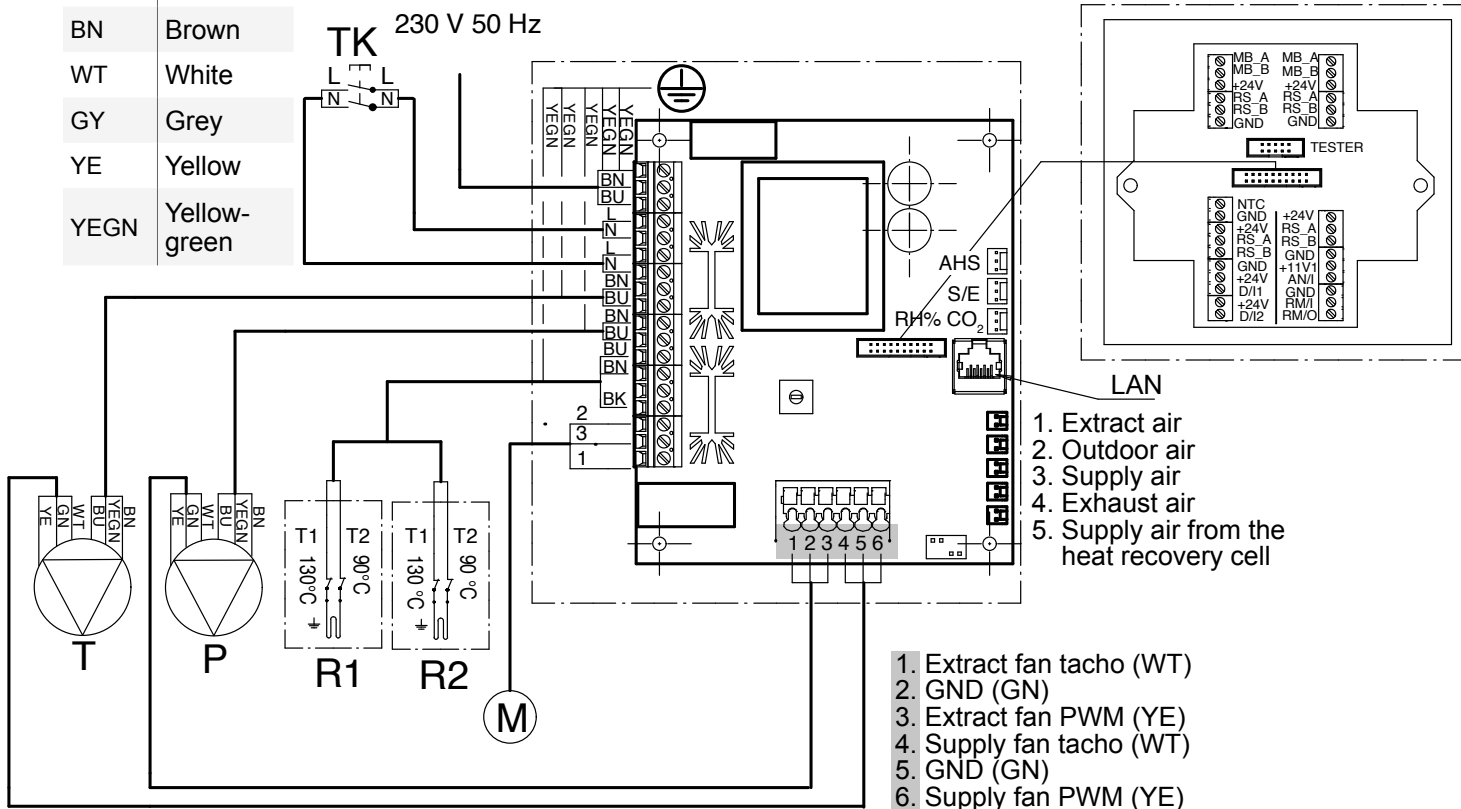 BN Brown
WT White
GY Grey
YE Yellow
YEGN Yellow-
green
TK
230 V 50 Hz
L L
N N
YEGN
YEGN
YEGN
YEGN
YEGN
BN
BU
L
N
L
N
BN
BU
BN
BU
BU
BN
BK
2
3
1
AHS
S/E
RH% CO₂
LAN
MB_A MB_A
MB_B MB_B
+24V +24V
RS_A RS_A
RS_B RS_B
GND GND
TESTER
NTC
GND
+24V
RS_A
RS_B
GND
+24V
D/I1
+24V
D/I2
+24V
RS_A
RS_B
GND
+11V1
AN/I
GND
RM/I
RM/O
1. Extract air
2. Outdoor air
3. Supply air
4. Exhaust air
5. Supply air from the
heat recovery cell
1 2 3 4 5 6
YE GN WT BU YEGN BN
T
YE GN WT BU YEGN BN
P
T1 T2
130°C 90°C
R1
T1 T2
130 °C 90 °C
R2
M
1. Extract fan tacho (WT)
2. GND (GN)
3. Extract fan PWM (YE)
4. Supply fan tacho (WT)
5. GND (GN)
6. Supply fan PWM (YE)